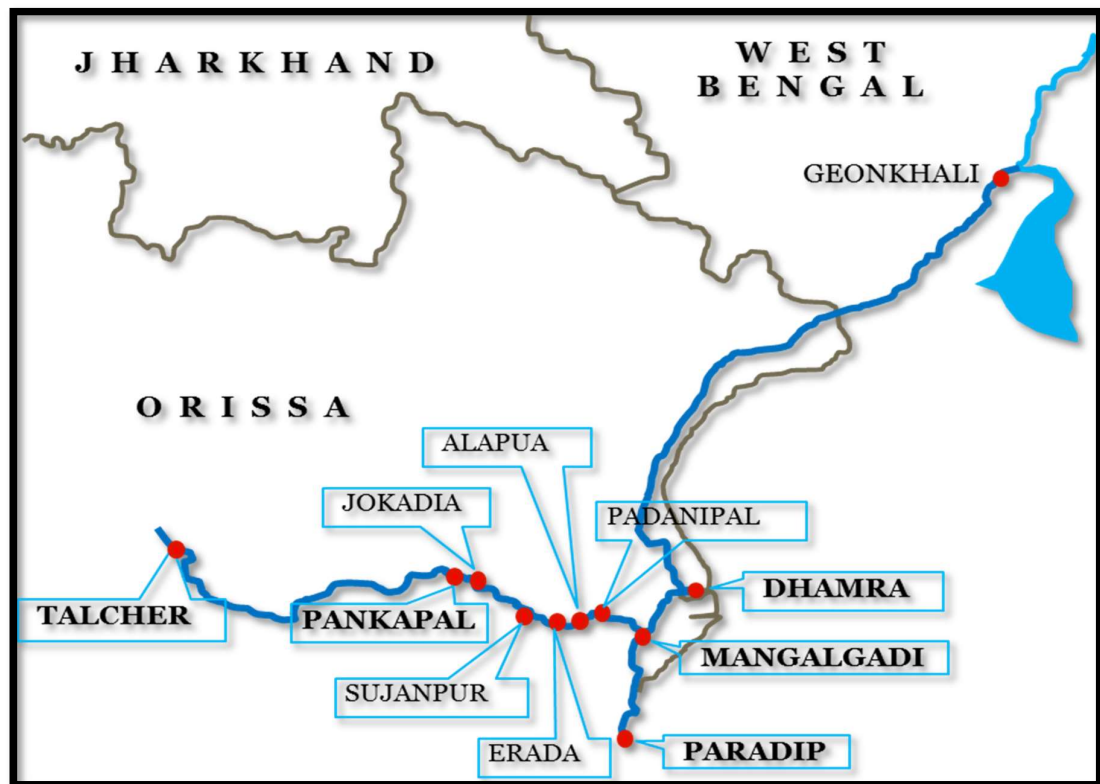 JHARKHAND
WEST
BENGAL
GEONKHALI
ORISSA
ALAPUA
JOKADIA
PADANIPAL
TALCHER
PANKAPAL
DHAMRA
MANGALGADI
SUJANPUR
ERADA
PARADIP